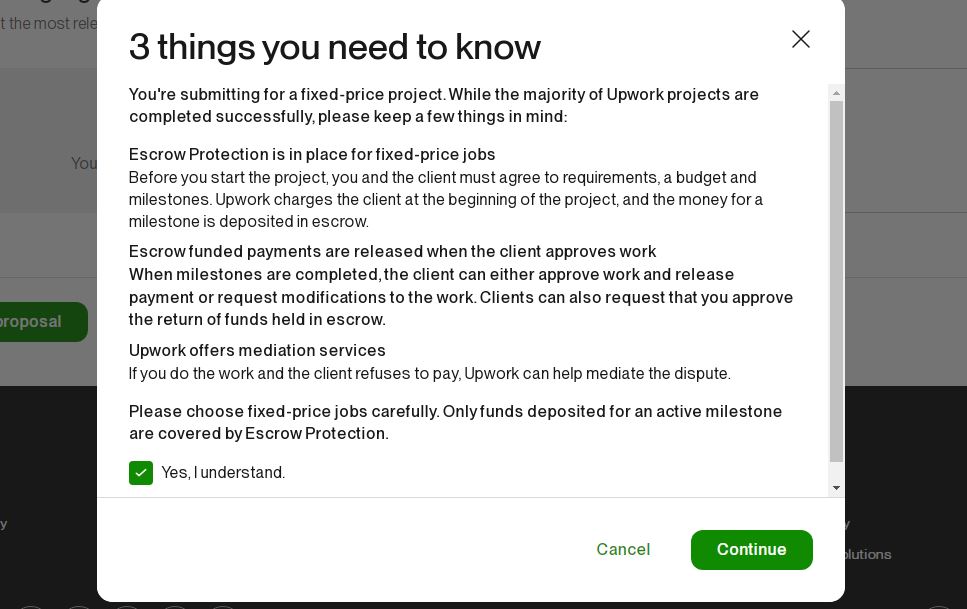 t the most rele
3 things you need to know
You're submitting for a fixed-price project. While the majority of Upwork projects are
completed successfully, please keep a few things in mind:
Escrow Protection is in place for fixed-price jobs
You
Before you start the project, you and the client must agree to requirements, a budget and
milestones. Upwork charges the client at the beginning of the project, and the money for a
milestone is deposited in escrow.
Escrow funded payments are released when the client approves work
When milestones are completed, the client can either approve work and release
payment or request modifications to the work. Clients can also request that you approve
the return of funds held in escrow.
proposal
Upwork offers mediation services
If you do the work and the client refuses to pay, Upwork can help mediate the dispute.
Please choose fixed-price jobs carefully. Only funds deposited for an active milestone
are covered by Escrow Protection.
Yes, I understand.
y
y
Cancel
Continue
olutions